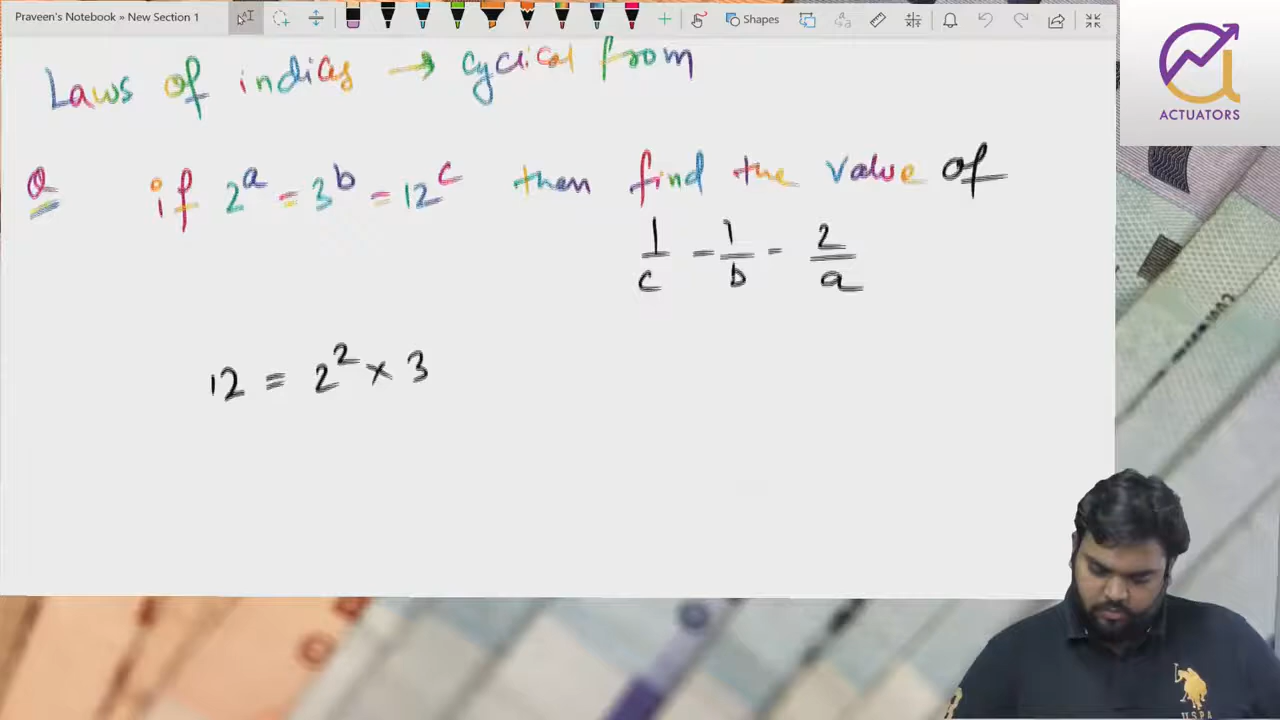 Praveen's Notebook » New Section 1
Shapes
ACTUATORS
Laws of indices → cyclical from
Q if 2^a = 3^b = 12^c then find the value of
1/c - 1/b - 2/a
12 = 2^2 × 3
USPA